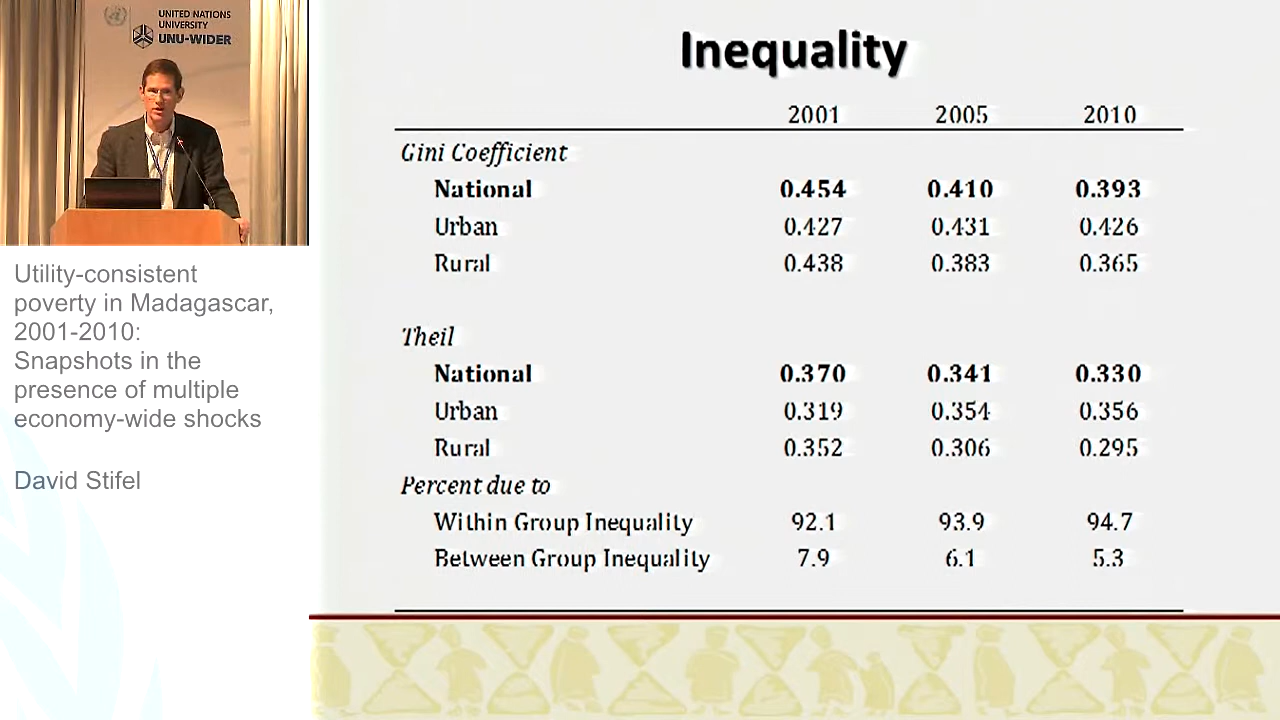 UNITED NATIONS
UNIVERSITY
UNU-WIDER
Utility-consistent
poverty in Madagascar,
2001-2010:
Snapshots in the
presence of multiple
economy-wide shocks
David Stifel
Inequality
2001 2005 2010
Gini Coefficient
National 0.454 0.410 0.393
Urban 0.427 0.431 0.426
Rural 0.438 0.383 0.365
Theil
National 0.370 0.341 0.330
Urban 0.319 0.354 0.356
Rural 0.352 0.306 0.295
Percent due to
Within Group Inequality 92.1 93.9 94.7
Between Group Inequality 7.9 6.1 5.3